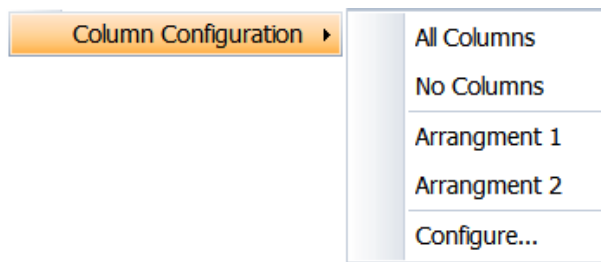 Column Configuration
All Columns
No Columns
Arrangment 1
Arrangment 2
Configure...